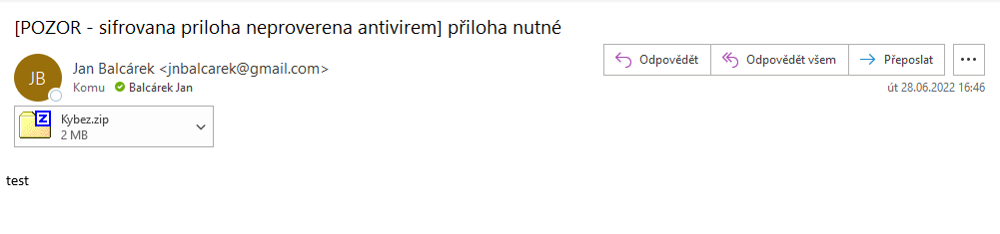 [POZOR - sifrovana priloha neproverena antivirem] příloha nutné
JB
Jan Balcárek <jnbalcarek@gmail.com>
Komu Balcárek Jan
Odpovědět
Odpovědět všem
Přeposlat
út 28.06.2022 16:46
Z
Kybez.zip
2 MB
test